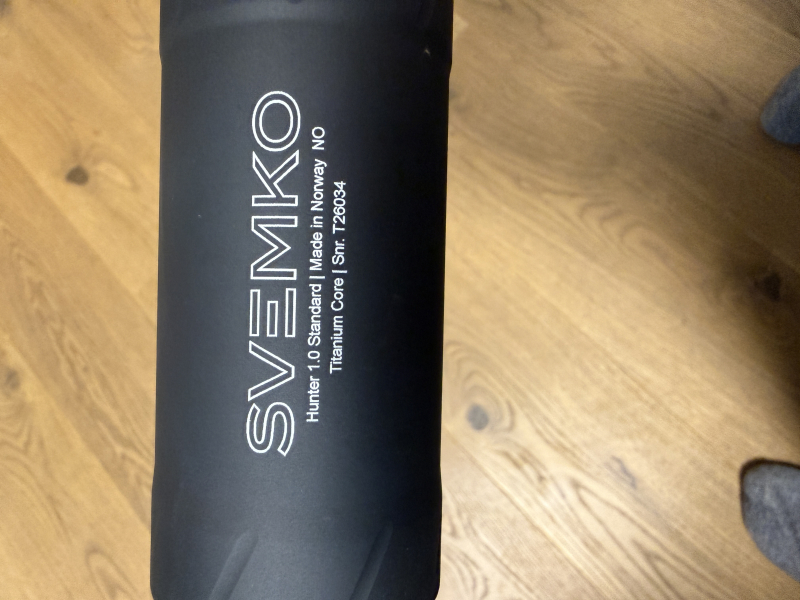 SVEMKO
Hunter 1.0 Standard | Made in Norway NO
Titanium Core | Snr. T26034